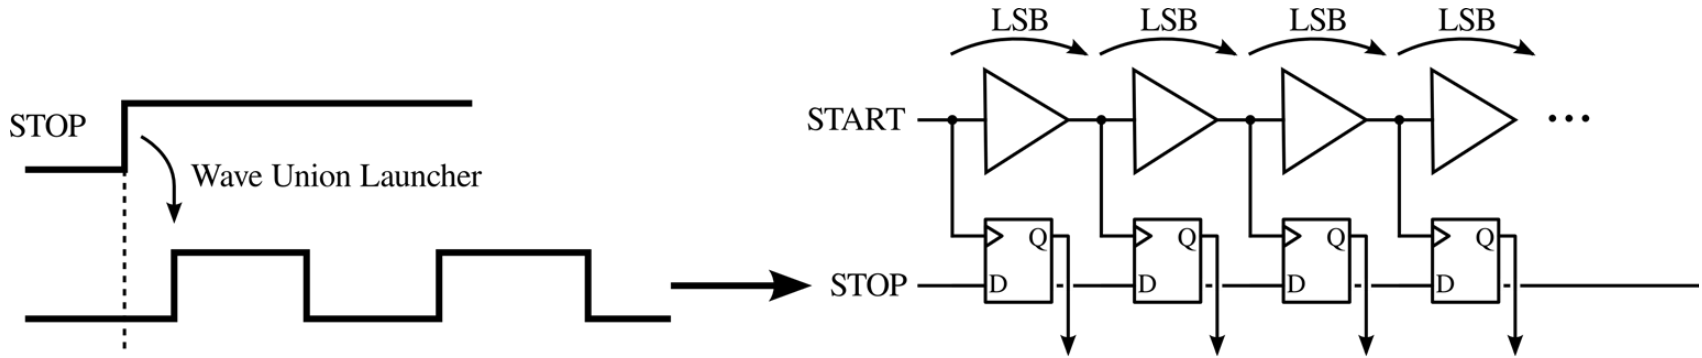 LSB LSB LSB LSB
STOP
START
Wave Union Launcher
Q Q Q Q
STOP
D D D D